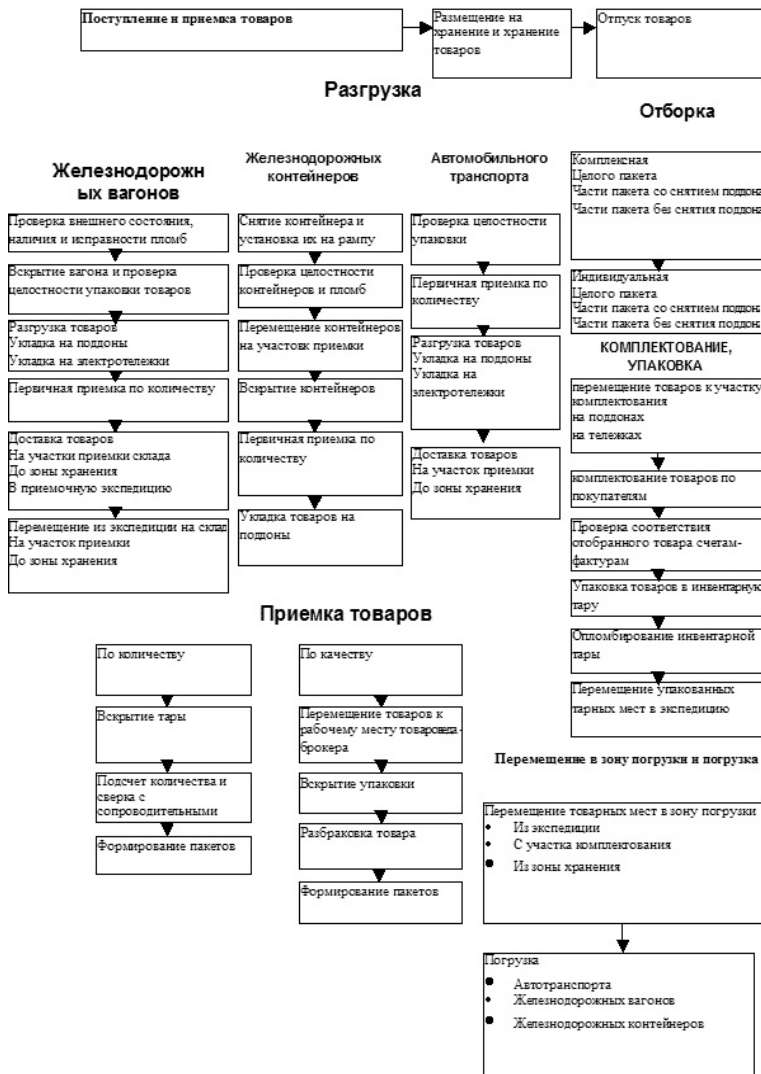 Поступление и приемка товаров
Размещение на
хранение и хранение
товаров
Отпуск товаров
Разгрузка
Железнодорожн
ых вагонов
Проверка внешнего состояния,
наличия и исправности пломб
Вскрытие вагона и проверка
целостности упаковки товаров
Разгрузка товаров
Укладка на поддоны
Укладка на электротележки
Первичная приемка по количеству
Доставка товаров
На участки приемки склада
До зоны хранения
В приемочную экспедицию
Перемещение из экспедиции на склад
На участок приемки
До зоны хранения
Железнодорожных
контейнеров
Снятие контейнера и
установка их на рампу
Проверка целостности
контейнеров и пломб
Перемещение контейнеров
на участовк приемки
Вскрытие контейнеров
Первичная приемка по
количеству
Укладка товаров на
поддоны
Автомобильного
транспорта
Проверка целостности
упаковки
Первичная приемка по
количеству
Разгрузка товаров
Укладка на поддоны
Укладка на
электротележки
Доставка товаров
На участок приемки
До зоны хранения
Отборка
Комплексная
Целого пакета
Части пакета со снятием поддона
Части пакета без снятия поддона
Индивидуальная
Целого пакета
Части пакета со снятием поддона
Части пакета без снятия поддона
КОМПЛЕКТОВАНИЕ,
УПАКОВКА
перемещение товаров к участку
комплектования
на поддонах
на тележках
комплектование товаров по
покупателям
Проверка соответствия
отобранного товара счетам-
фактурам
Упаковка товаров в инвентарную
тару
Опломбирование инвентарной
тары
Перемещение упакованных
тарных мест в экспедицию
Приемка товаров
По количеству
Вскрытие тары
Подсчет количества и
сверка с
сопроводительными
Формирование пакетов
По качеству
Перемещение товаров к
рабочему месту товароведа-
брокера
Вскрытие упаковки
Разбраковка товара
Формирование пакетов
Перемещение в зону погрузки и погрузка
Перемещение товарных мест в зону погрузки
• Из экспедиции
• С участка комплектования
• Из зоны хранения
Погрузка
• Автотранспорта
• Железнодорожных вагонов
• Железнодорожных контейнеров